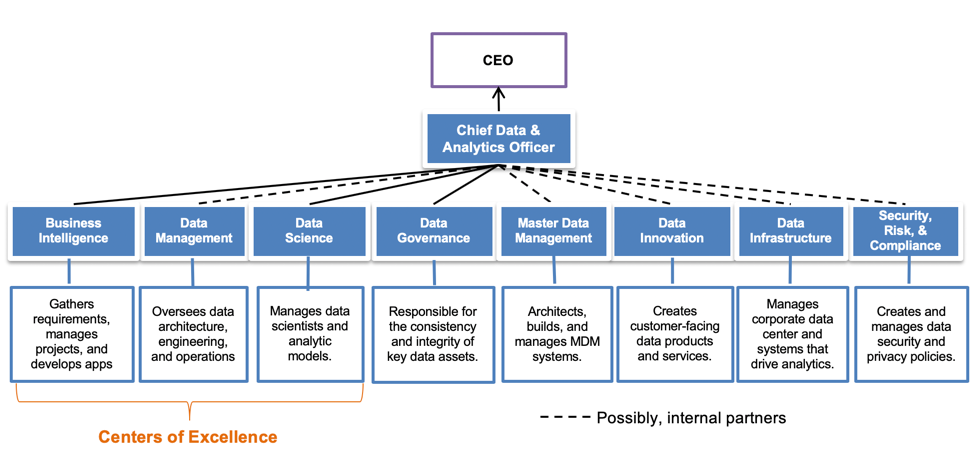 CEO
Chief Data &
Analytics Officer
Business
Intelligence
Data
Management
Data
Science
Data
Governance
Master Data
Management
Data
Innovation
Data
Infrastructure
Security,
Risk, &
Compliance
Gathers
requirements,
manages
projects, and
develops apps
Oversees data
architecture,
engineering,
and operations
Manages data
scientists and
analytic
models.
Responsible for
the consistency
and integrity of
key data assets.
Architects,
builds, and
manages MDM
systems.
Creates
customer-facing
data products
and services.
Manages
corporate data
center and
systems that
drive analytics.
Creates and
manages data
security and
privacy policies.
Possibly, internal partners
Centers of Excellence